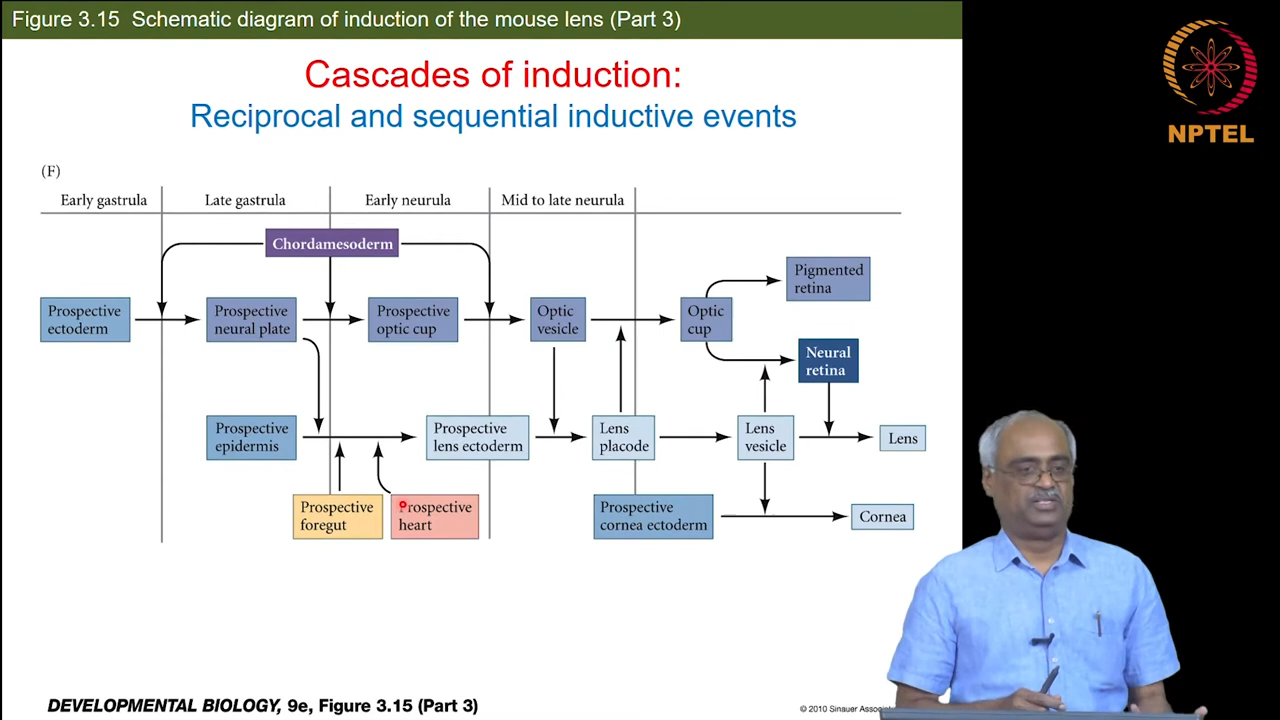 Figure 3.15 Schematic diagram of induction of the mouse lens (Part 3)
NPTEL
Cascades of induction:
Reciprocal and sequential inductive events
(F)
Early gastrula
Late gastrula
Early neurula
Mid to late neurula
Chordamesoderm
Prospective
ectoderm
Prospective
neural plate
Prospective
optic cup
Optic
vesicle
Optic
cup
Pigmented
retina
Neural
retina
Prospective
epidermis
Prospective
lens ectoderm
Lens
placode
Lens
vesicle
Lens
Prospective
foregut
Prospective
heart
Prospective
cornea ectoderm
Cornea
DEVELOPMENTAL BIOLOGY, 9e, Figure 3.15 (Part 3)
© 2010 Sinauer